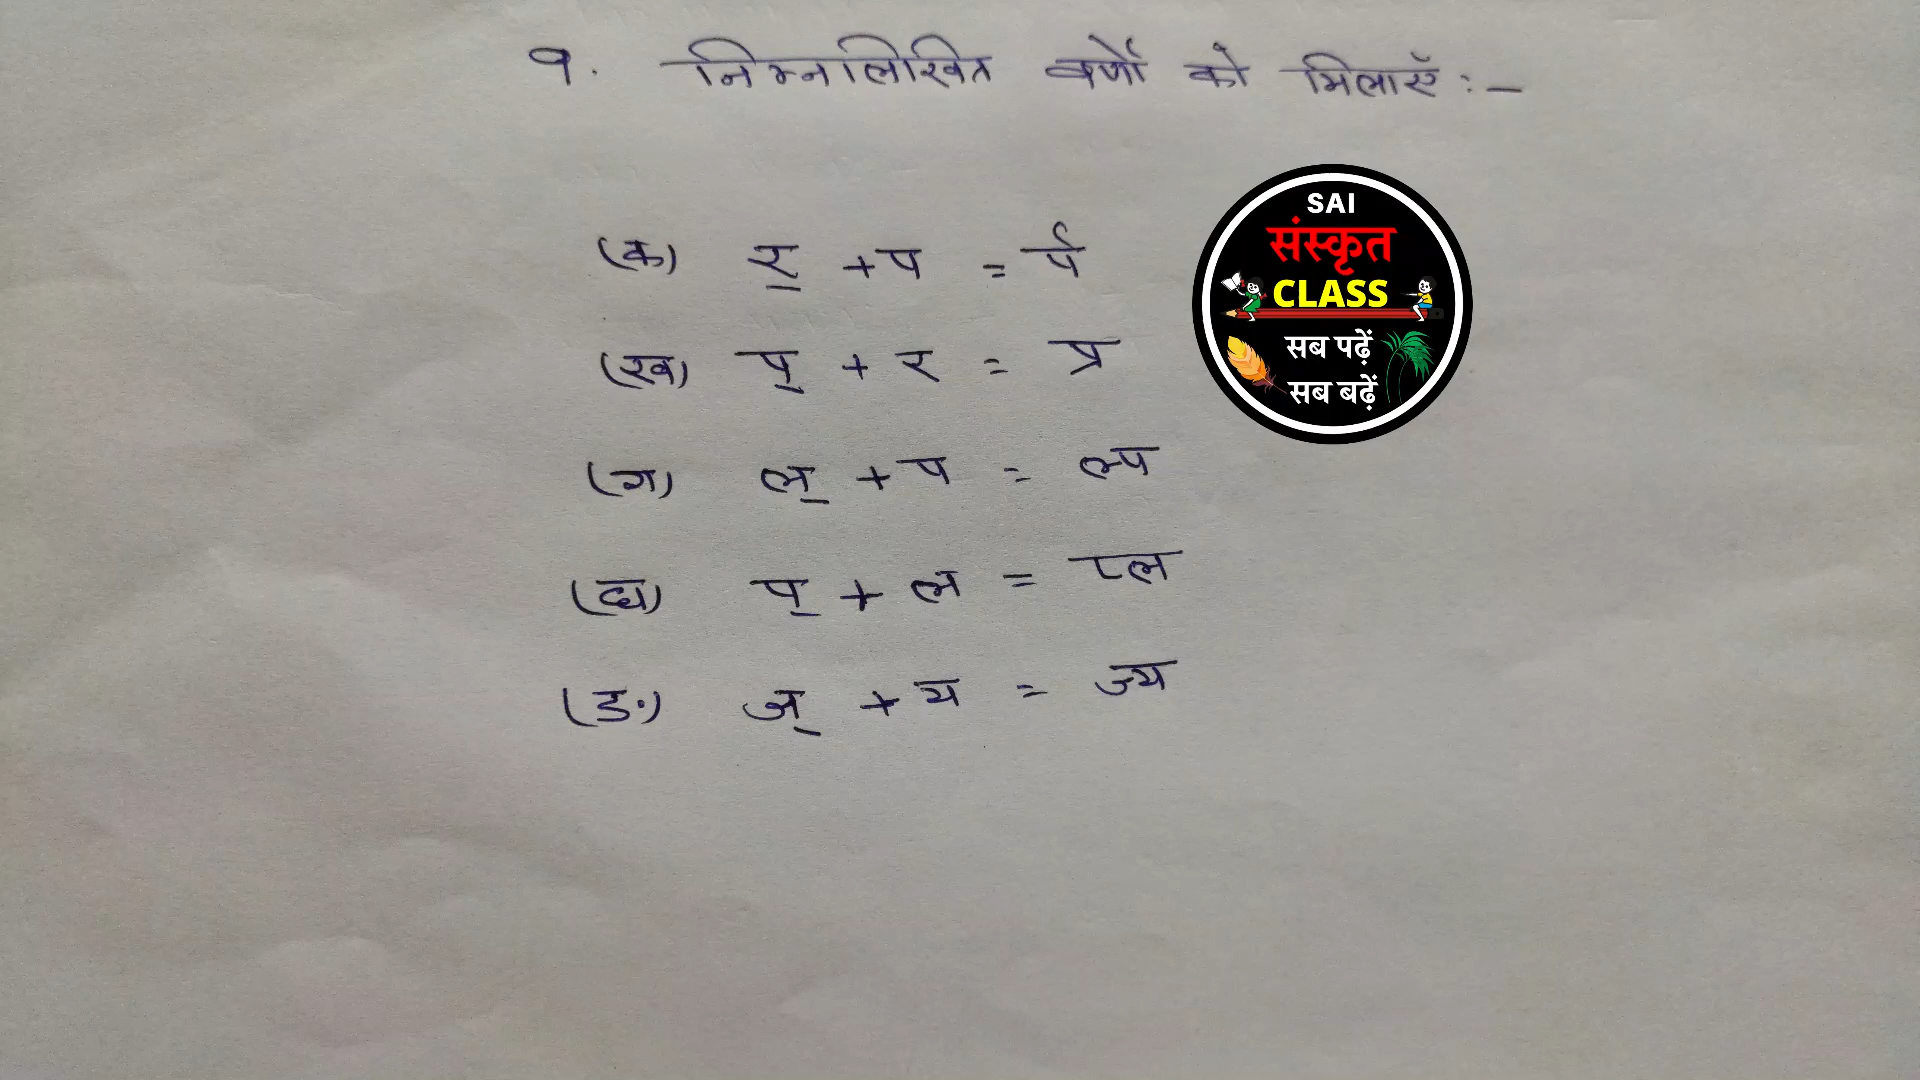 १. निम्नलिखित वर्णों को मिलाएँ :-
(क) र् + प = र्प
(ख) प् + र = प्र
(ग) ल् + प = ल्प
(घ) प् + ल = प्ल
(ङ) ज् + य = ज्य
SAI
संस्कृत
CLASS
सब पढ़ें
सब बढ़ें